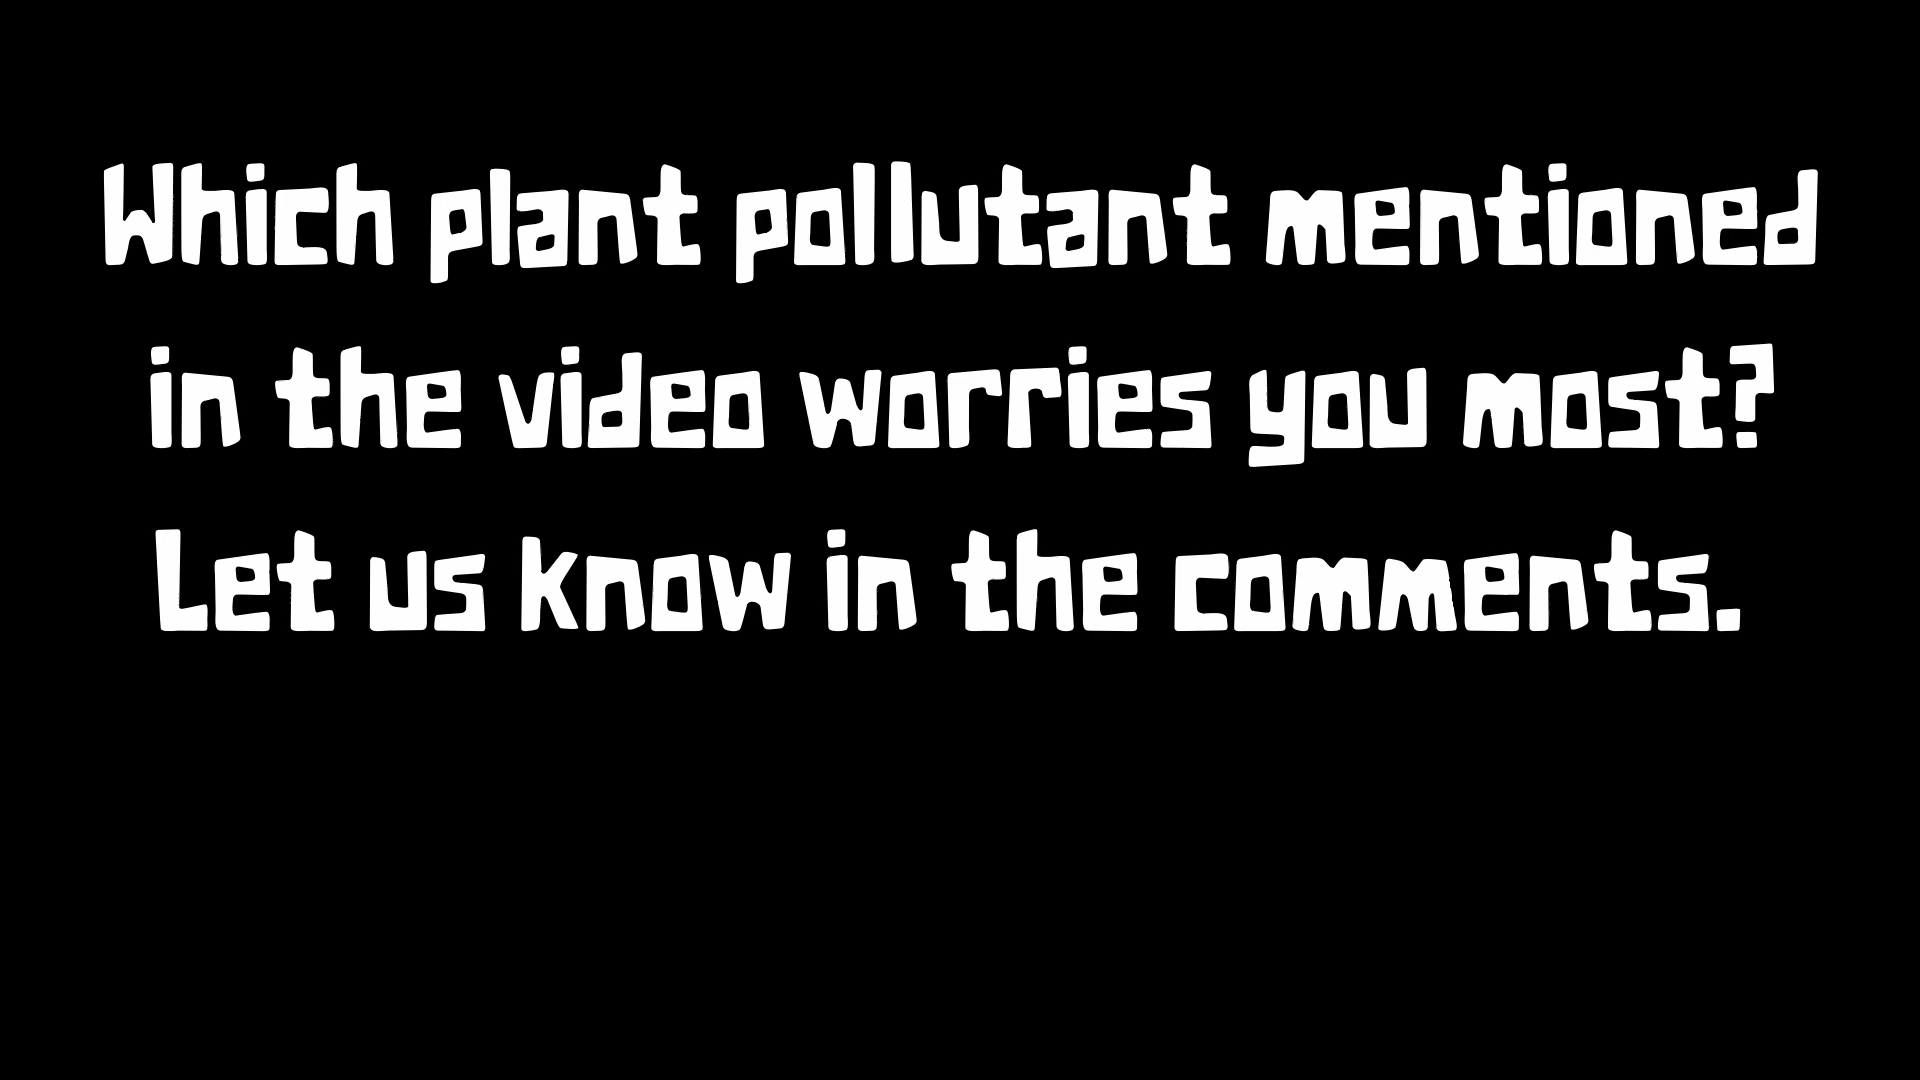 Which plant pollutant mentioned
in the video worries you most?
Let us know in the comments.